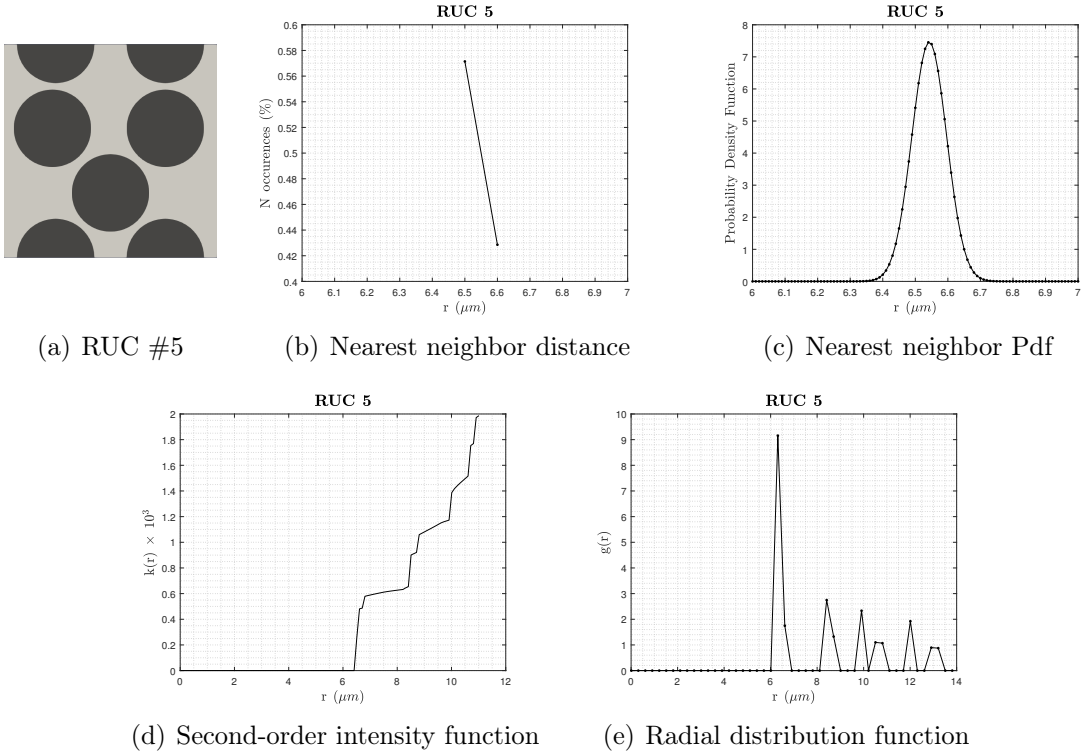 RUC 5
0.6
0.58
0.56
0.54
0.52
0.5
0.48
0.46
0.44
0.42
0.4
N occurences (%)
6 6.1 6.2 6.3 6.4 6.5 6.6 6.7 6.8 6.9 7
r (μm)
RUC 5
8
7
6
5
4
3
2
1
0
Probability Density Function
6 6.1 6.2 6.3 6.4 6.5 6.6 6.7 6.8 6.9 7
r (μm)
(a) RUC #5
(b) Nearest neighbor distance
(c) Nearest neighbor Pdf
RUC 5
2
1.8
1.6
1.4
1.2
1
0.8
0.6
0.4
0.2
0
k(r) × 10³
0 2 4 6 8 10 12
r (μm)
RUC 5
10
9
8
7
6
5
4
3
2
1
0
g(r)
0 2 4 6 8 10 12 14
r (μm)
(d) Second-order intensity function
(e) Radial distribution function